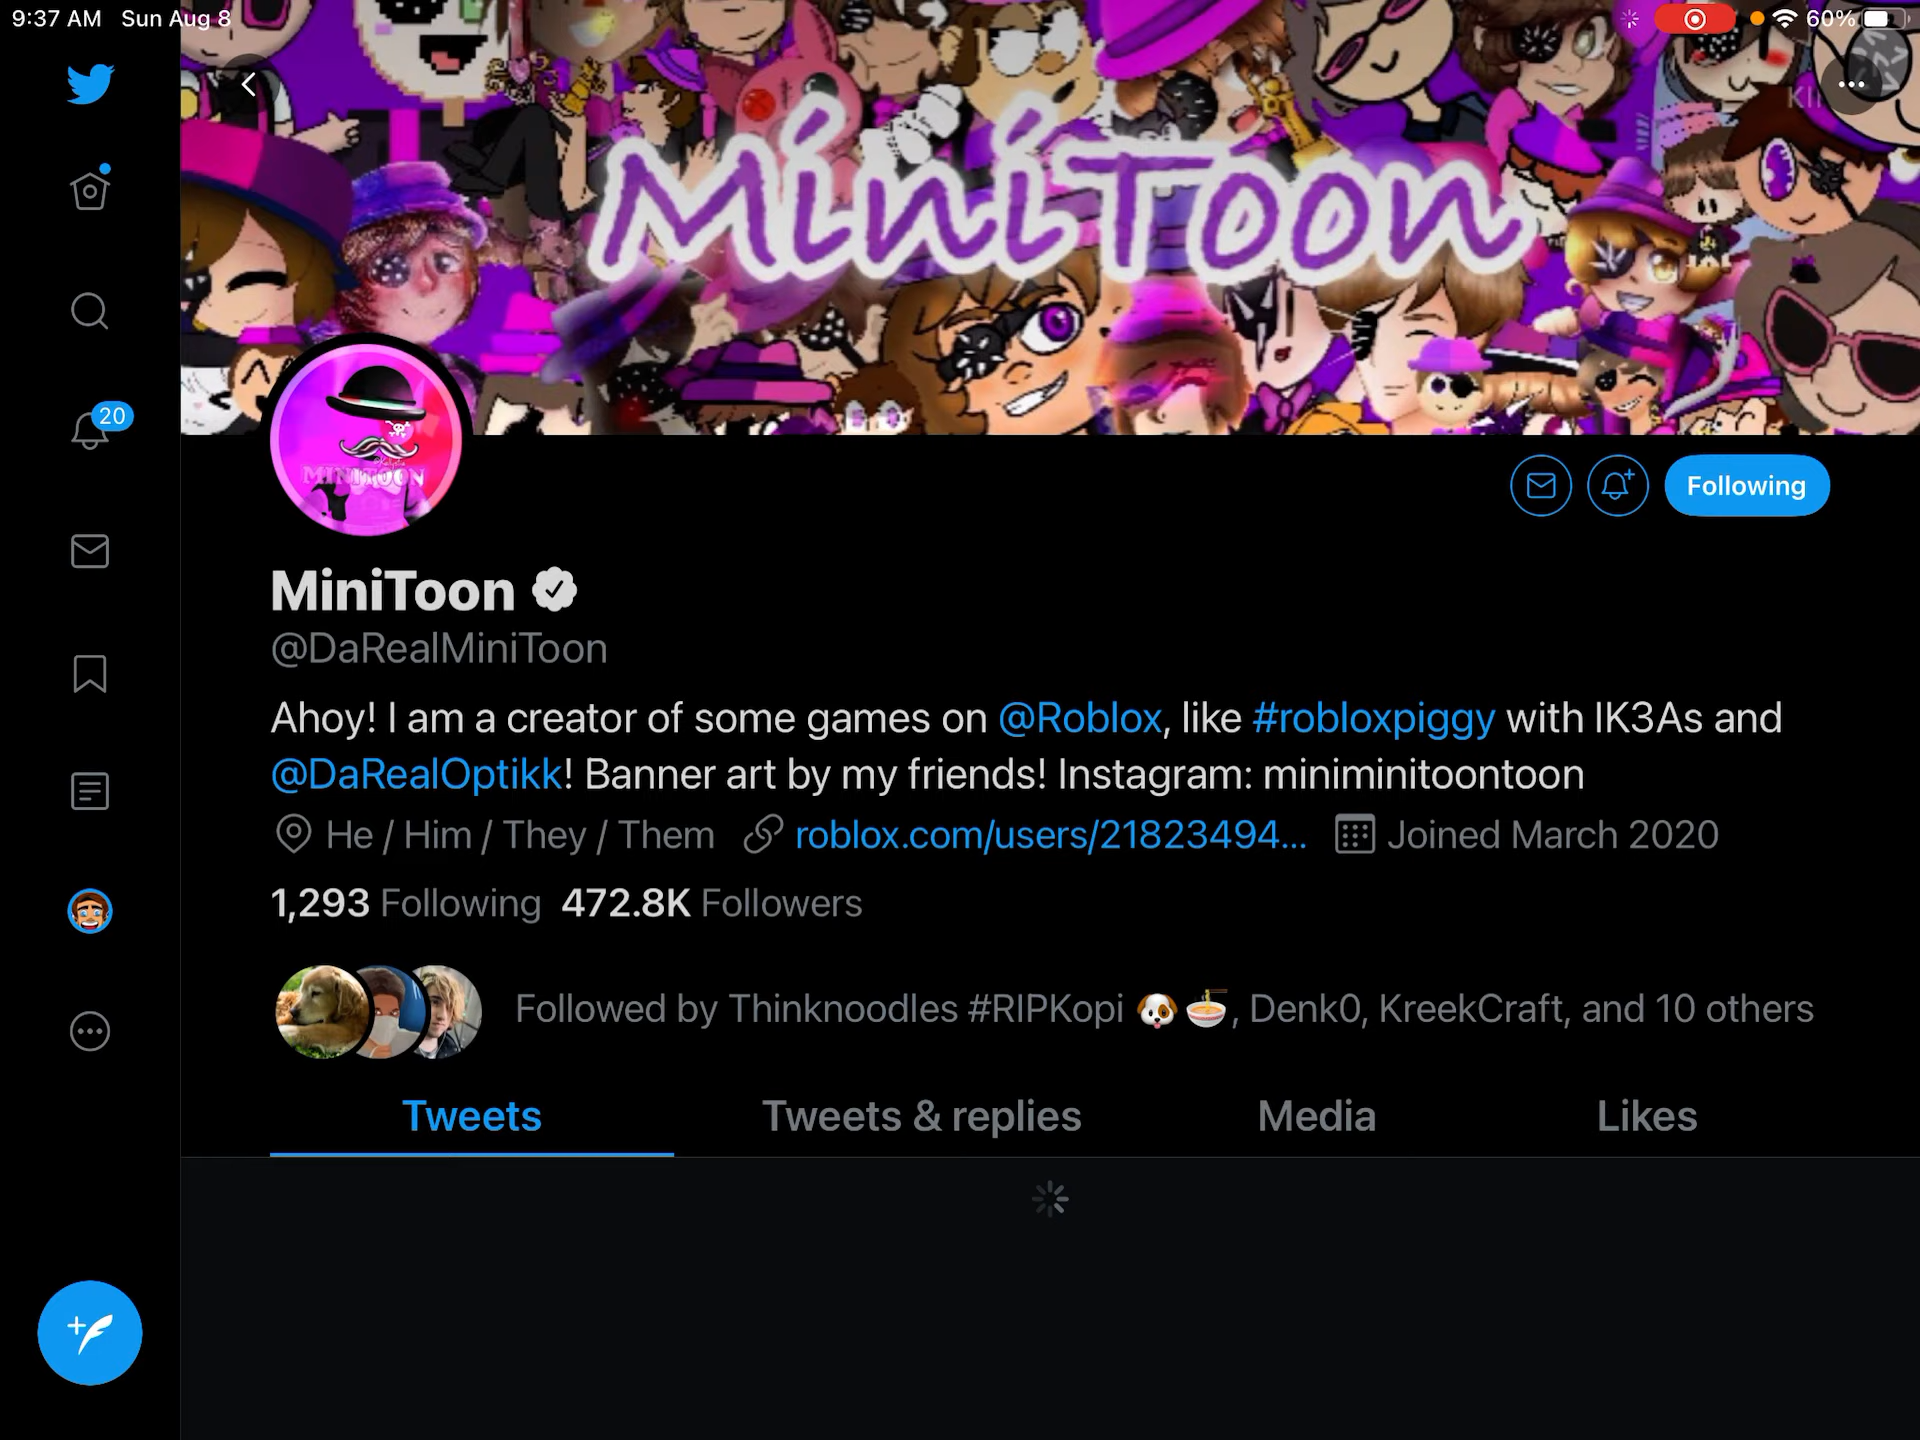 9:37 AM Sun Aug 8
60%
MiniToon
20
MINITOON
Following
MiniToon
@DaRealMiniToon
Ahoy! I am a creator of some games on @Roblox, like #robloxpiggy with IK3As and
@DaRealOptikk! Banner art by my friends! Instagram: miniminitoontoon
He / Him / They / Them roblox.com/users/21823494... Joined March 2020
1,293 Following 472.8K Followers
Followed by Thinknoodles #RIPKopi 🐶 🍜, Denk0, KreekCraft, and 10 others
Tweets Tweets & replies Media Likes